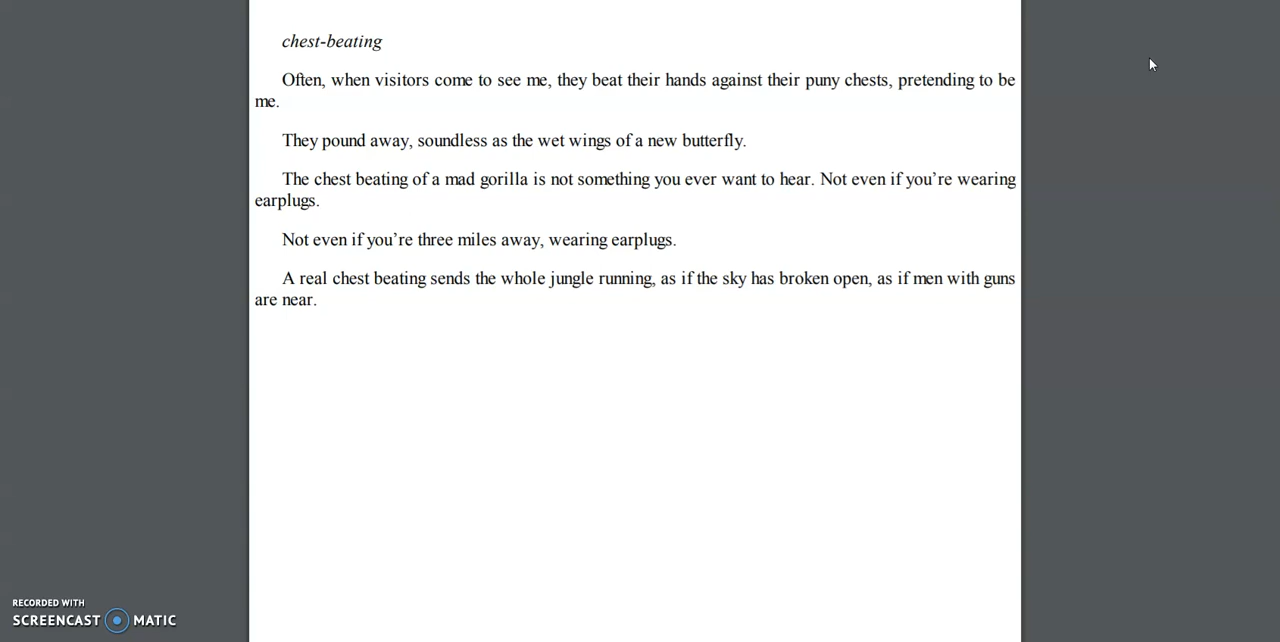 chest-beating
Often, when visitors come to see me, they beat their hands against their puny chests, pretending to be
me.
They pound away, soundless as the wet wings of a new butterfly.
The chest beating of a mad gorilla is not something you ever want to hear. Not even if you’re wearing
earplugs.
Not even if you’re three miles away, wearing earplugs.
A real chest beating sends the whole jungle running, as if the sky has broken open, as if men with guns
are near.
RECORDED WITH
SCREENCAST MATIC